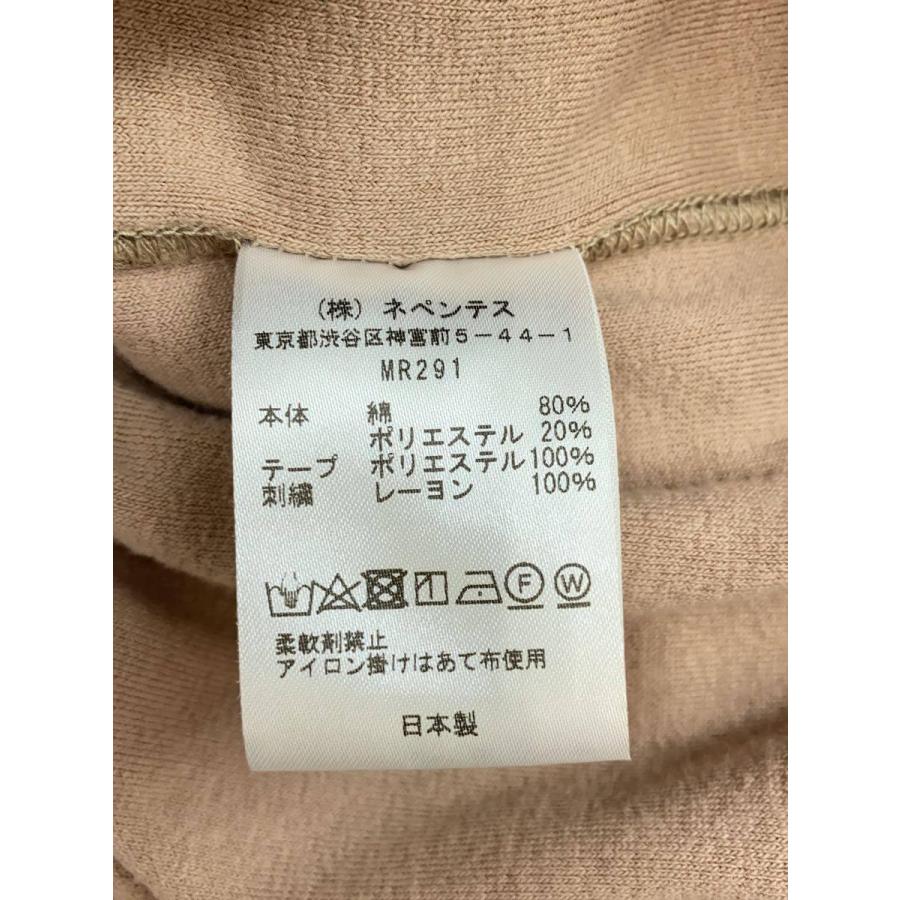 (株) ネペンテス
東京都渋谷区神宮前5-44-1
MR291
本体 綿 80%
ポリエステル 20%
テープ ポリエステル100%
刺繍 レーヨン 100%
F W
柔軟剤禁止
アイロン掛けはあて布使用
日本製